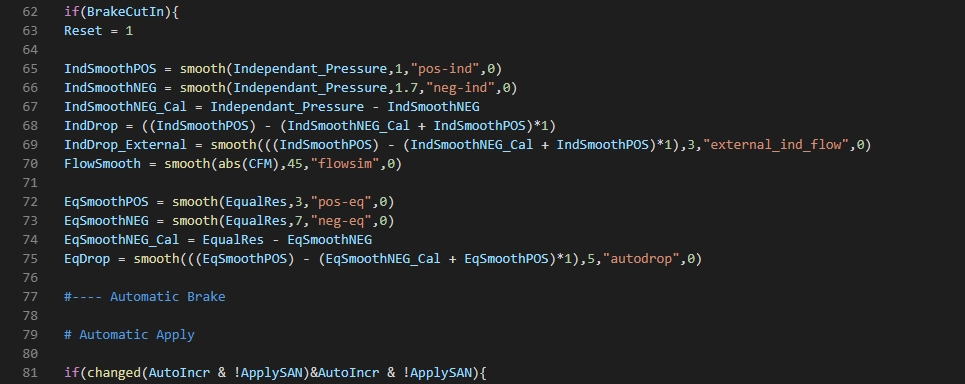 62 if(BrakeCutIn){
63 Reset = 1
64
65 IndSmoothPOS = smooth(Independant_Pressure,1,"pos-ind",0)
66 IndSmoothNEG = smooth(Independant_Pressure,1.7,"neg-ind",0)
67 IndSmoothNEG_Cal = Independant_Pressure - IndSmoothNEG
68 IndDrop = ((IndSmoothPOS) - (IndSmoothNEG_Cal + IndSmoothPOS)*1)
69 IndDrop_External = smooth(((IndSmoothPOS) - (IndSmoothNEG_Cal + IndSmoothPOS)*1),3,"external_ind_flow",0)
70 FlowSmooth = smooth(abs(CFM),45,"flowsim",0)
71
72 EqSmoothPOS = smooth(EqualRes,3,"pos-eq",0)
73 EqSmoothNEG = smooth(EqualRes,7,"neg-eq",0)
74 EqSmoothNEG_Cal = EqualRes - EqSmoothNEG
75 EqDrop = smooth(((EqSmoothPOS) - (EqSmoothNEG_Cal + EqSmoothPOS)*1),5,"autodrop",0)
76
77 #---- Automatic Brake
78
79 # Automatic Apply
80
81 if(changed(AutoIncr & !ApplySAN)&AutoIncr & !ApplySAN){